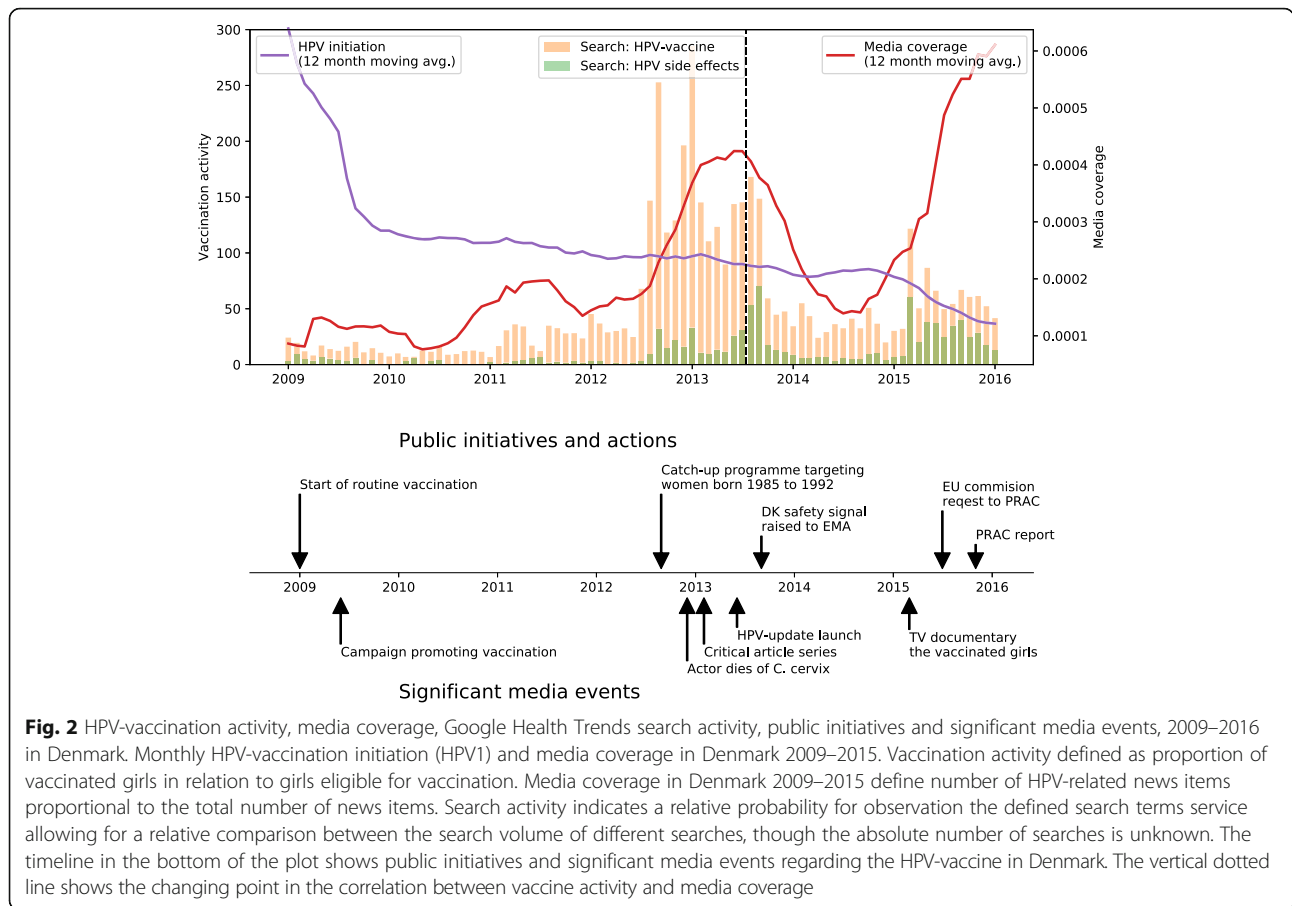 HPV initiation
(12 month moving avg.)
Search: HPV-vaccine
Search: HPV side effects
Media coverage
(12 month moving avg.)
300
250
200
150
100
50
0
Vaccination activity
0.0006
0.0005
0.0004
0.0003
0.0002
0.0001
Media coverage
2009 2010 2011 2012 2013 2014 2015 2016
Public initiatives and actions
Start of routine vaccination
Catch-up programme targeting
women born 1985 to 1992
DK safety signal
raised to EMA
EU commision
reqest to PRAC
PRAC report
2009 2010 2011 2012 2013 2014 2015 2016
Campaign promoting vaccination
HPV-update launch
Critical article series
Actor dies of C. cervix
TV documentary
the vaccinated girls
Significant media events
Fig. 2 HPV-vaccination activity, media coverage, Google Health Trends search activity, public initiatives and significant media events, 2009–2016
in Denmark. Monthly HPV-vaccination initiation (HPV1) and media coverage in Denmark 2009–2015. Vaccination activity defined as proportion of
vaccinated girls in relation to girls eligible for vaccination. Media coverage in Denmark 2009–2015 define number of HPV-related news items
proportional to the total number of news items. Search activity indicates a relative probability for observation the defined search terms service
allowing for a relative comparison between the search volume of different searches, though the absolute number of searches is unknown. The
timeline in the bottom of the plot shows public initiatives and significant media events regarding the HPV-vaccine in Denmark. The vertical dotted
line shows the changing point in the correlation between vaccine activity and media coverage